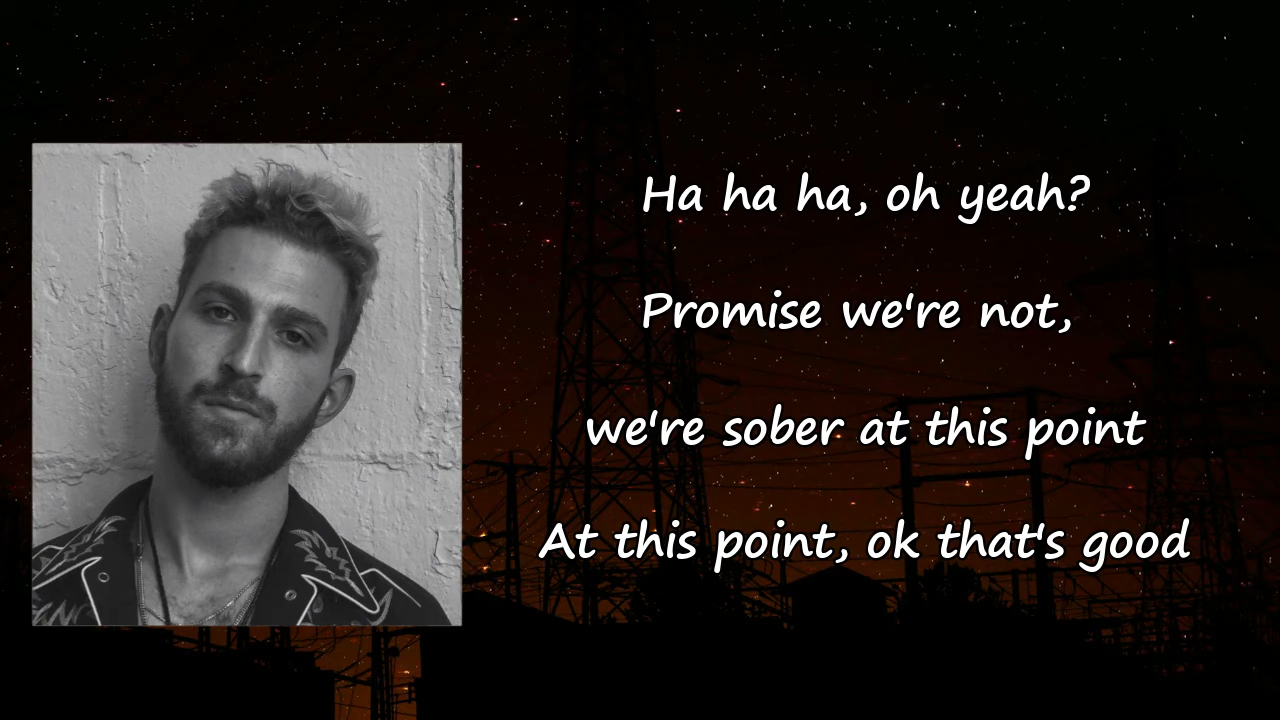 Ha ha ha, oh yeah?
Promise we're not,
we're sober at this point
At this point, ok that's good